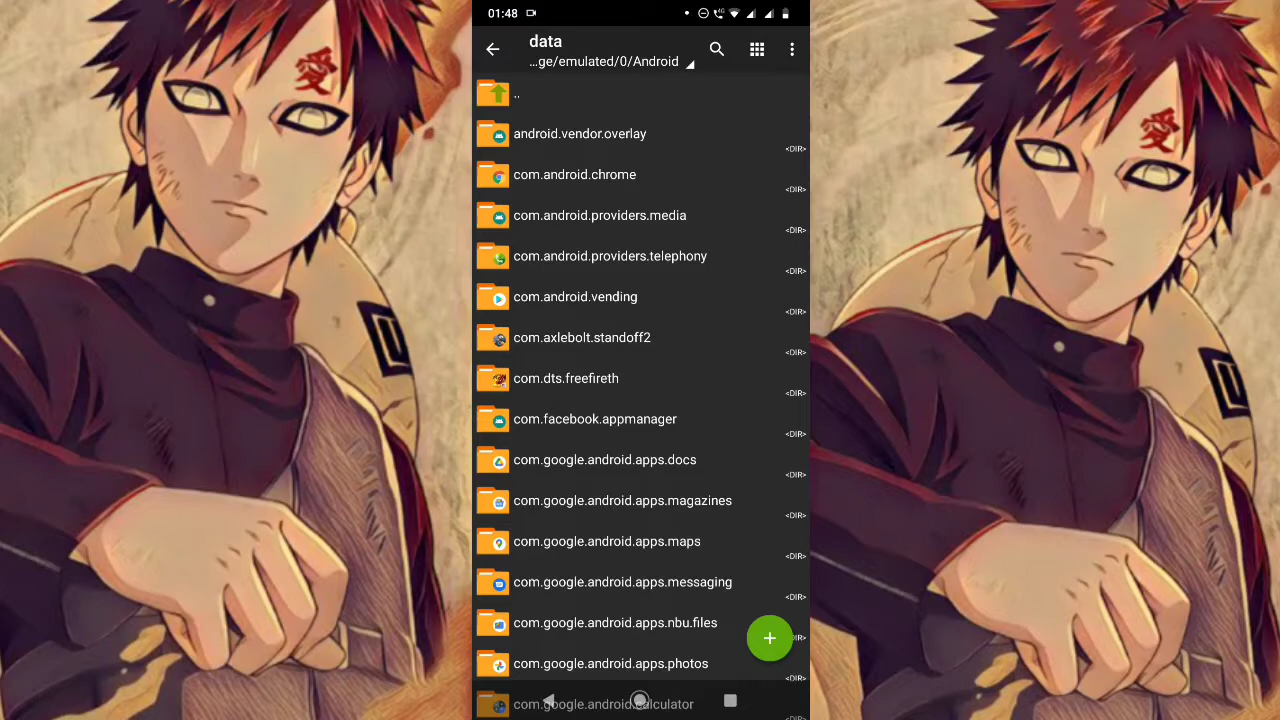 愛
愛
01:48
data
...ge/emulated/0/Android
..
android.vendor.overlay
<DIR>
com.android.chrome
<DIR>
com.android.providers.media
<DIR>
com.android.providers.telephony
<DIR>
com.android.vending
<DIR>
com.axlebolt.standoff2
<DIR>
com.dts.freefireth
<DIR>
com.facebook.appmanager
<DIR>
com.google.android.apps.docs
<DIR>
com.google.android.apps.magazines
<DIR>
com.google.android.apps.maps
<DIR>
com.google.android.apps.messaging
<DIR>
com.google.android.apps.nbu.files
com.google.android.apps.photos
<DIR>
com.google.android.calculator